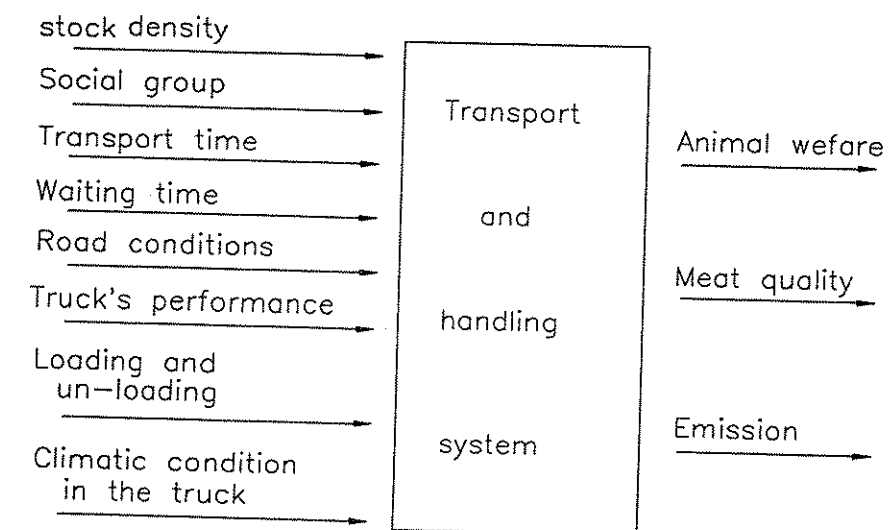 stock density
Social group
Transport time
Waiting time
Road conditions
Truck's performance
Loading and
un-loading
Climatic condition
in the truck
Transport
and
handling
system
Animal wefare
Meat quality
Emission